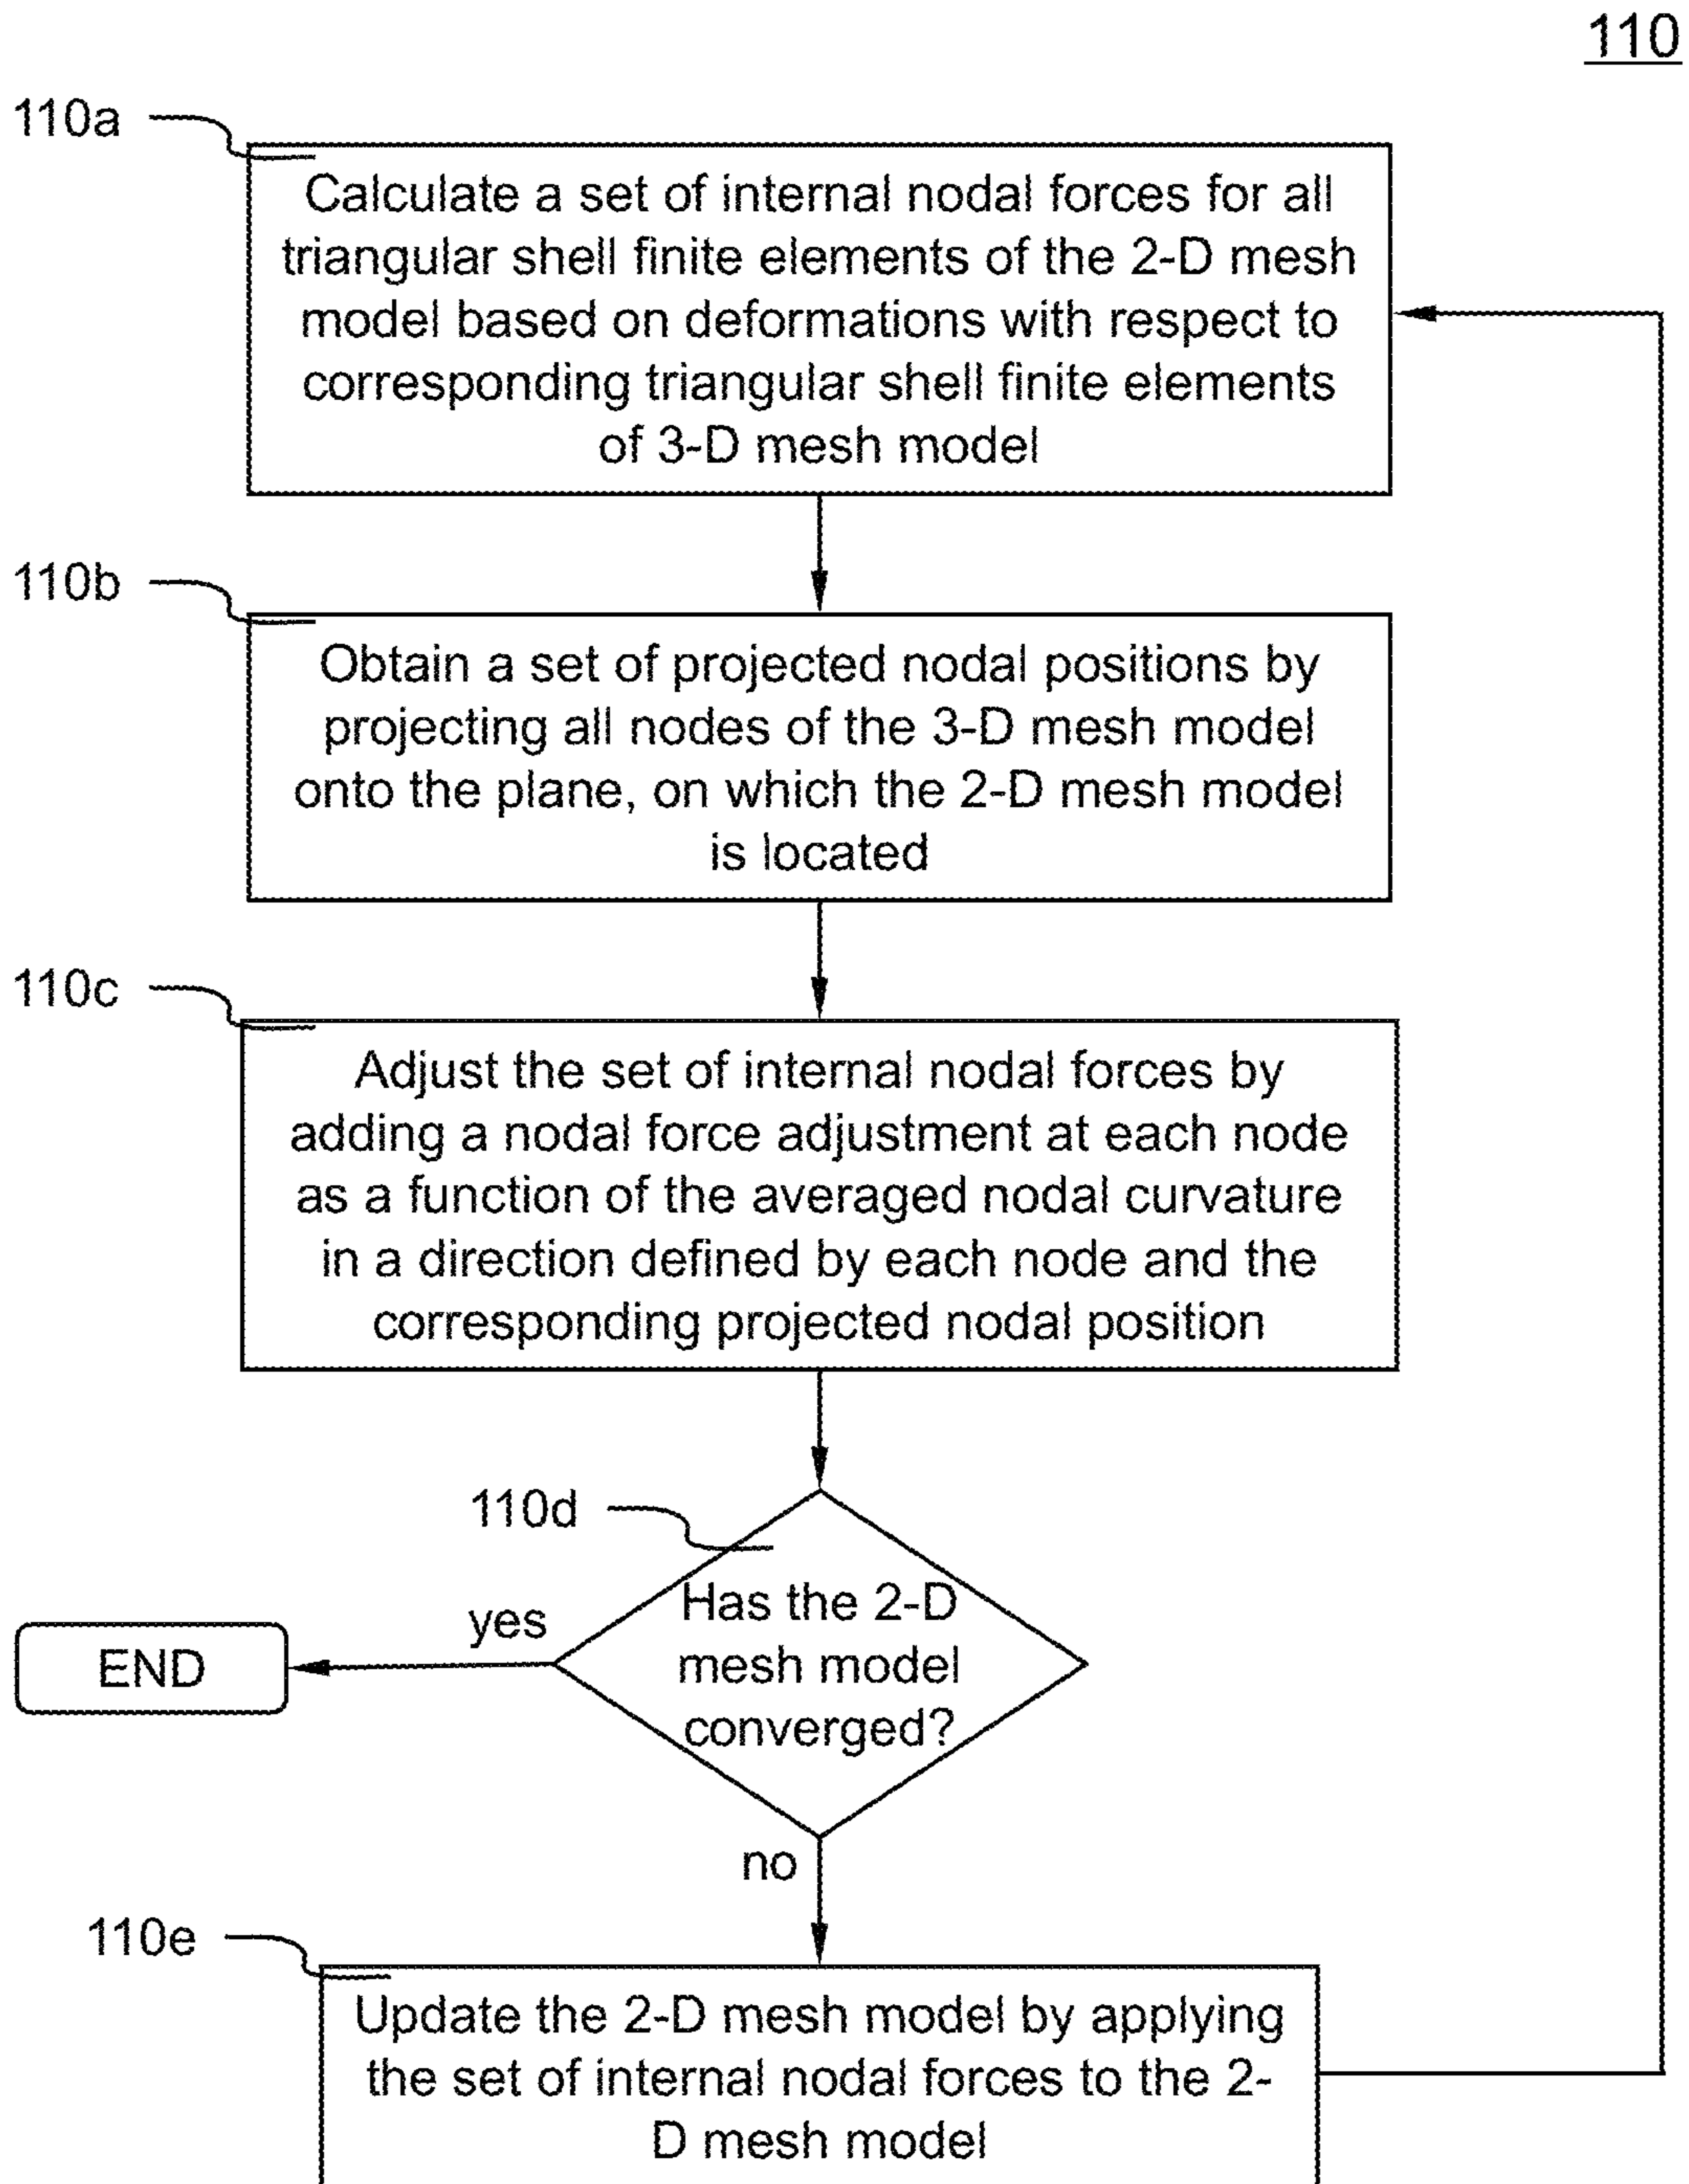 110
110a
Calculate a set of internal nodal forces for all
triangular shell finite elements of the 2-D mesh
model based on deformations with respect to
corresponding triangular shell finite elements
of 3-D mesh model
110b
Obtain a set of projected nodal positions by
projecting all nodes of the 3-D mesh model
onto the plane, on which the 2-D mesh model
is located
110c
Adjust the set of internal nodal forces by
adding a nodal force adjustment at each node
as a function of the averaged nodal curvature
in a direction defined by each node and the
corresponding projected nodal position
110d
Has the 2-D
mesh model
converged?
yes
END
no
110e
Update the 2-D mesh model by applying
the set of internal nodal forces to the 2-
D mesh model